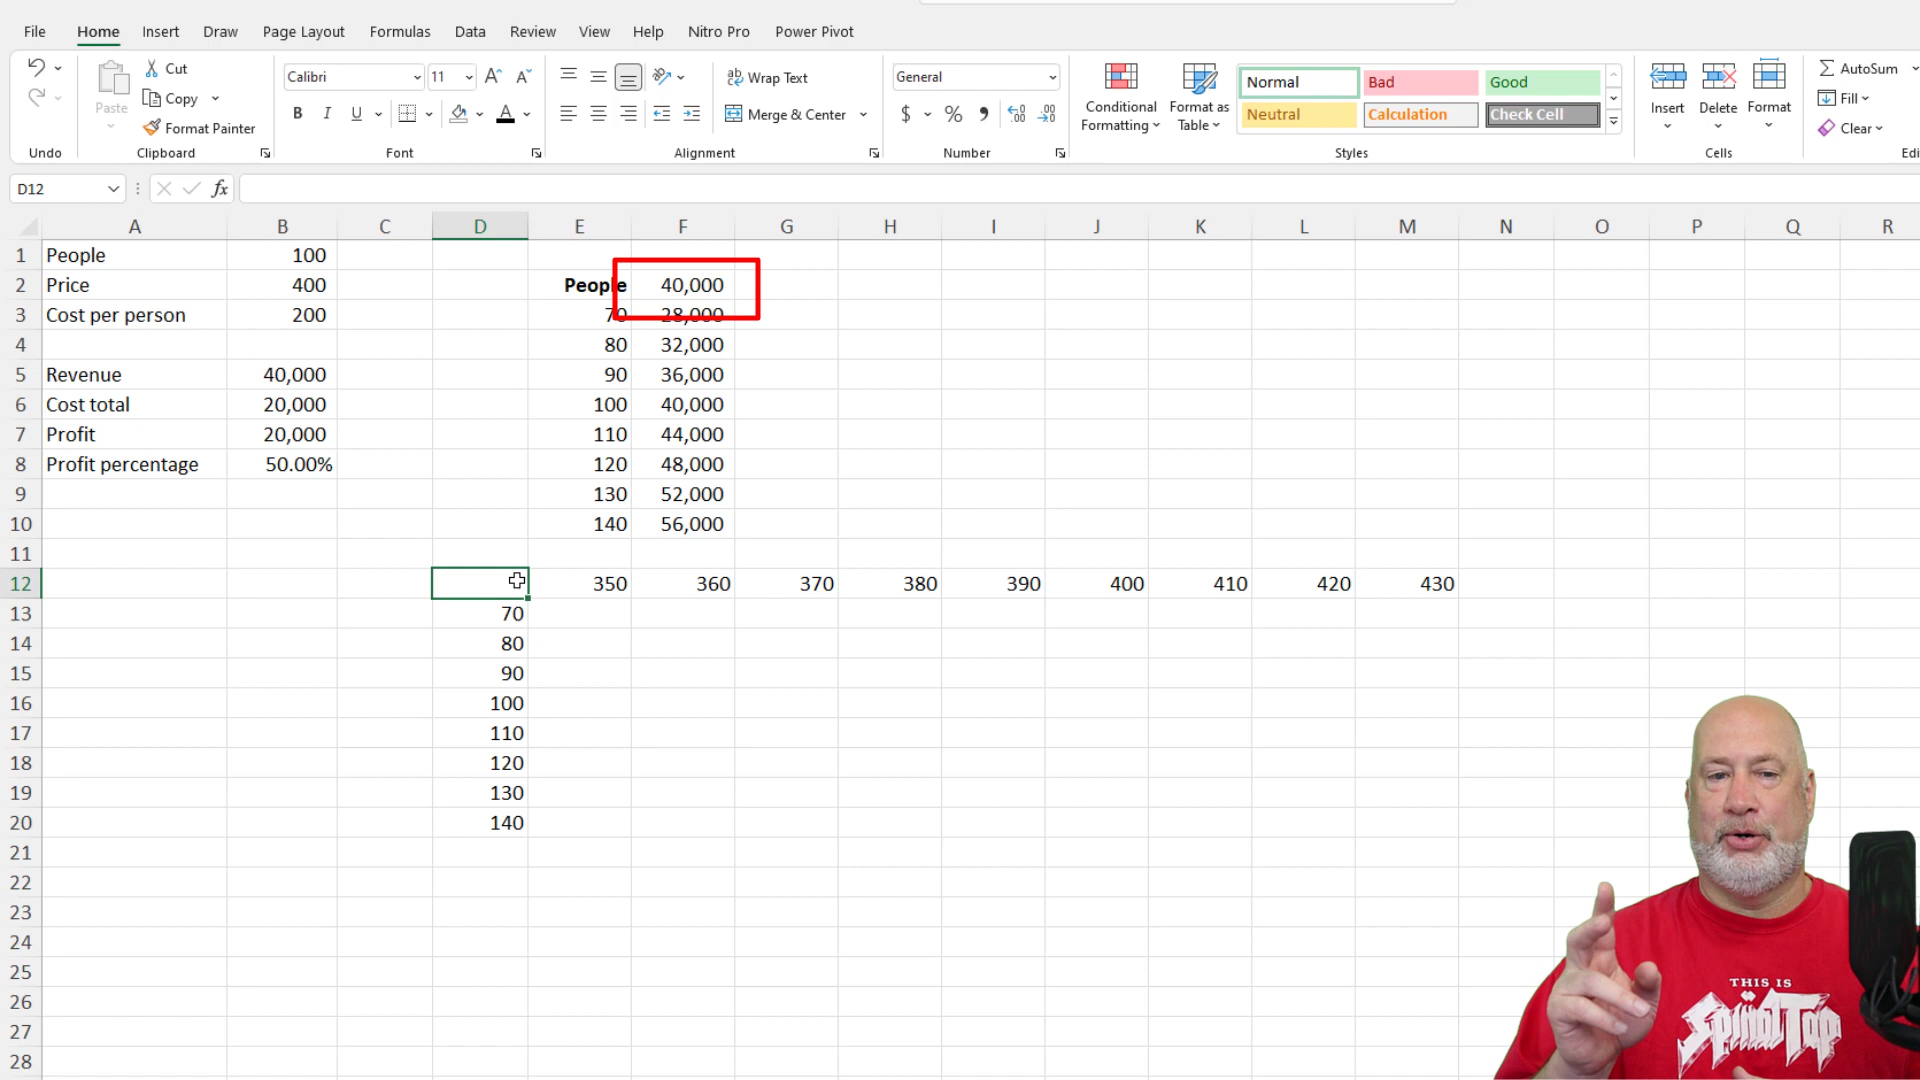 File Home Insert Draw Page Layout Formulas Data Review View Help Nitro Pro Power Pivot
Cut
Copy
Format Painter
Paste
Undo
Clipboard
Calibri 11
B I U A
Font
Wrap Text
Merge & Center
Alignment
General
$ %
Number
Conditional Formatting
Format as Table
Normal Bad Good
Neutral Calculation Check Cell
Styles
Insert Delete Format
Cells
AutoSum
Fill
Clear
Edi
D12 fx
A B C D E F G H I J K L M N O P Q R
1 People 100
2 Price 400 People 40,000
3 Cost per person 200 70 28,000
4 80 32,000
5 Revenue 40,000 90 36,000
6 Cost total 20,000 100 40,000
7 Profit 20,000 110 44,000
8 Profit percentage 50.00% 120 48,000
9 130 52,000
10 140 56,000
11
12 350 360 370 380 390 400 410 420 430
13 70
14 80
15 90
16 100
17 110
18 120
19 130
20 140
21
22
23
24
25
26
27
28
THIS IS
Spın̈al Tap